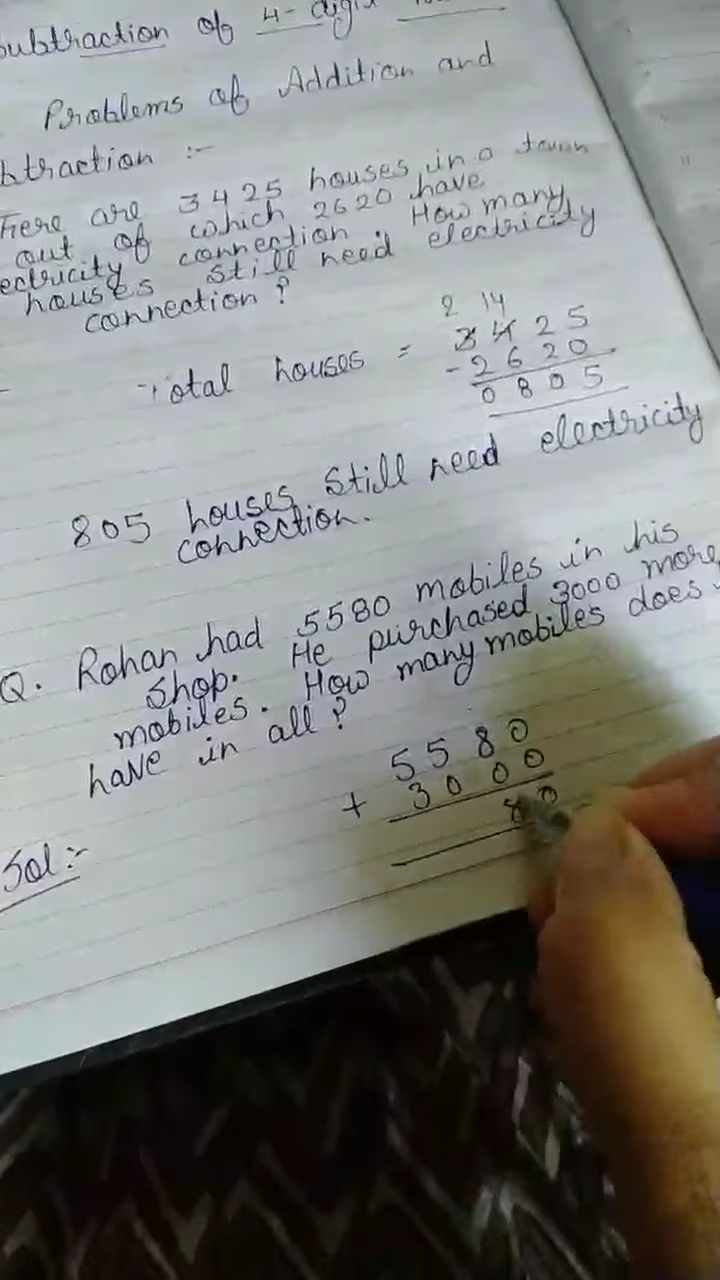 subtraction of 4-digit
Problems of Addition and
btraction :-
There are 3425 houses in a town
out of which 2620 have
ectricity connection. How many
houses still need electricity
connection?
2 14
Total houses = 3425
- 2620
0805
805 houses still need electricity
connection.
Q. Rohan had 5580 mobiles in his
shop. He purchased 3000 more
mobiles. How many mobiles does
have in all?
5580
+ 3000
80
Sol:-